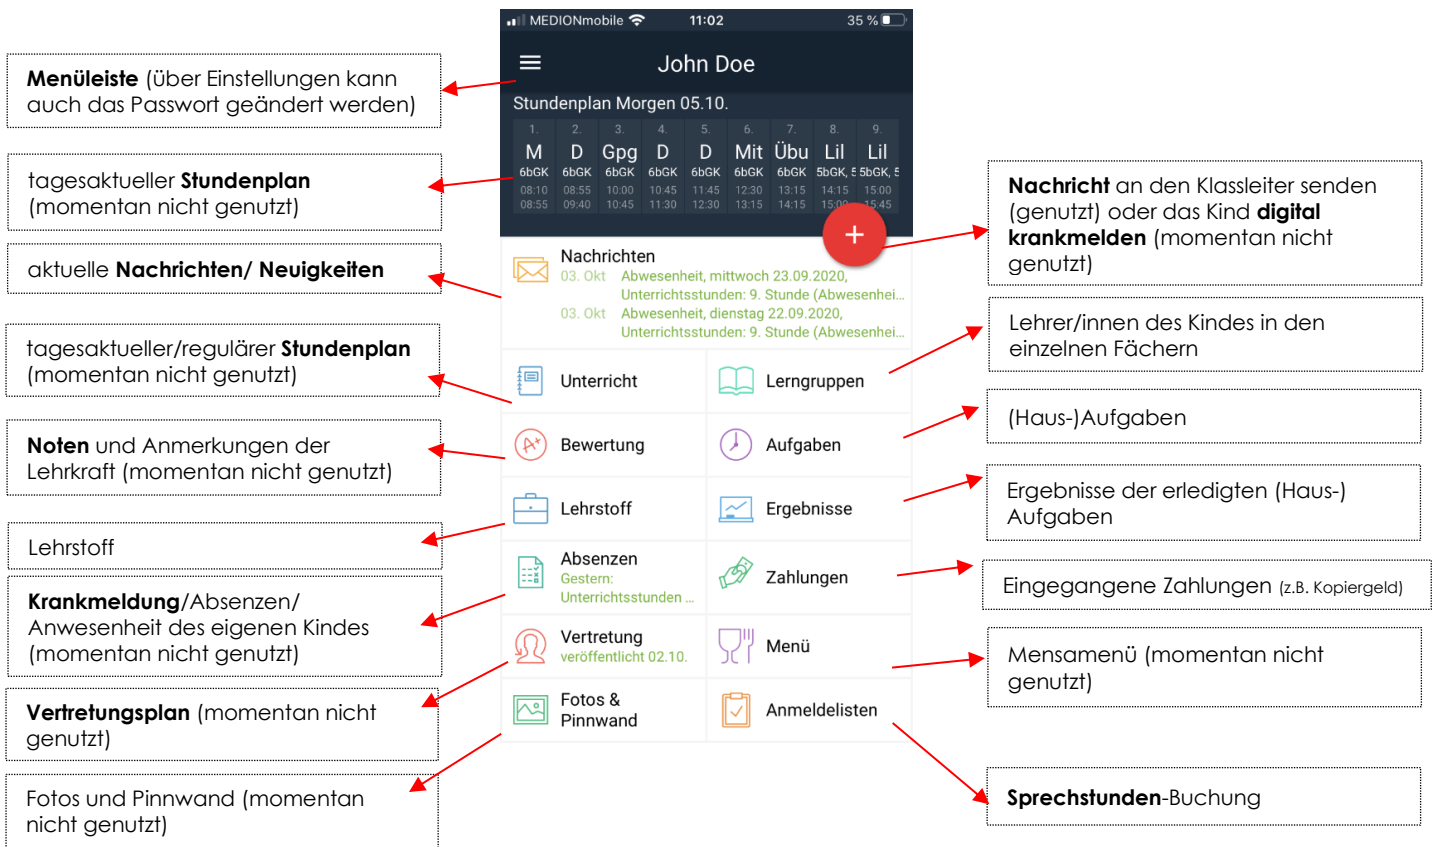 MEDIONmobile 11:02 35 %
John Doe
Stundenplan Morgen 05.10.
1. 2. 3. 4. 5. 6. 7. 8. 9.
M D Gpg D D Mit Übu Lil Lil
6bGK 6bGK 6bGK 6bGK 6bGK 6bGK 6bGK 5bGK, 5 5bGK, 5
08:10 08:55 10:00 10:45 11:45 12:30 13:15 14:15 15:00
08:55 09:40 10:45 11:30 12:30 13:15 14:15 15:00 15:45
+
Nachrichten
03. Okt Abwesenheit, mittwoch 23.09.2020,
Unterrichtsstunden: 9. Stunde (Abwesenhei...
03. Okt Abwesenheit, dienstag 22.09.2020,
Unterrichtsstunden: 9. Stunde (Abwesenhei...
Unterricht
Lerngruppen
A+
Bewertung
Aufgaben
Lehrstoff
Ergebnisse
Absenzen
Gestern:
Unterrichtsstunden ...
Zahlungen
Vertretung
veröffentlicht 02.10.
Menü
Fotos &
Pinnwand
Anmeldelisten
Menüleiste (über Einstellungen kann
auch das Passwort geändert werden)
tagesaktueller Stundenplan
(momentan nicht genutzt)
aktuelle Nachrichten/ Neuigkeiten
tagesaktueller/regulärer Stundenplan
(momentan nicht genutzt)
Noten und Anmerkungen der
Lehrkraft (momentan nicht genutzt)
Lehrstoff
Krankmeldung/Absenzen/
Anwesenheit des eigenen Kindes
(momentan nicht genutzt)
Vertretungsplan (momentan nicht
genutzt)
Fotos und Pinnwand (momentan
nicht genutzt)
Nachricht an den Klassleiter senden
(genutzt) oder das Kind digital
krankmelden (momentan nicht
genutzt)
Lehrer/innen des Kindes in den
einzelnen Fächern
(Haus-)Aufgaben
Ergebnisse der erledigten (Haus-)
Aufgaben
Eingegangene Zahlungen (z.B. Kopiergeld)
Mensamenü (momentan nicht
genutzt)
Sprechstunden-Buchung